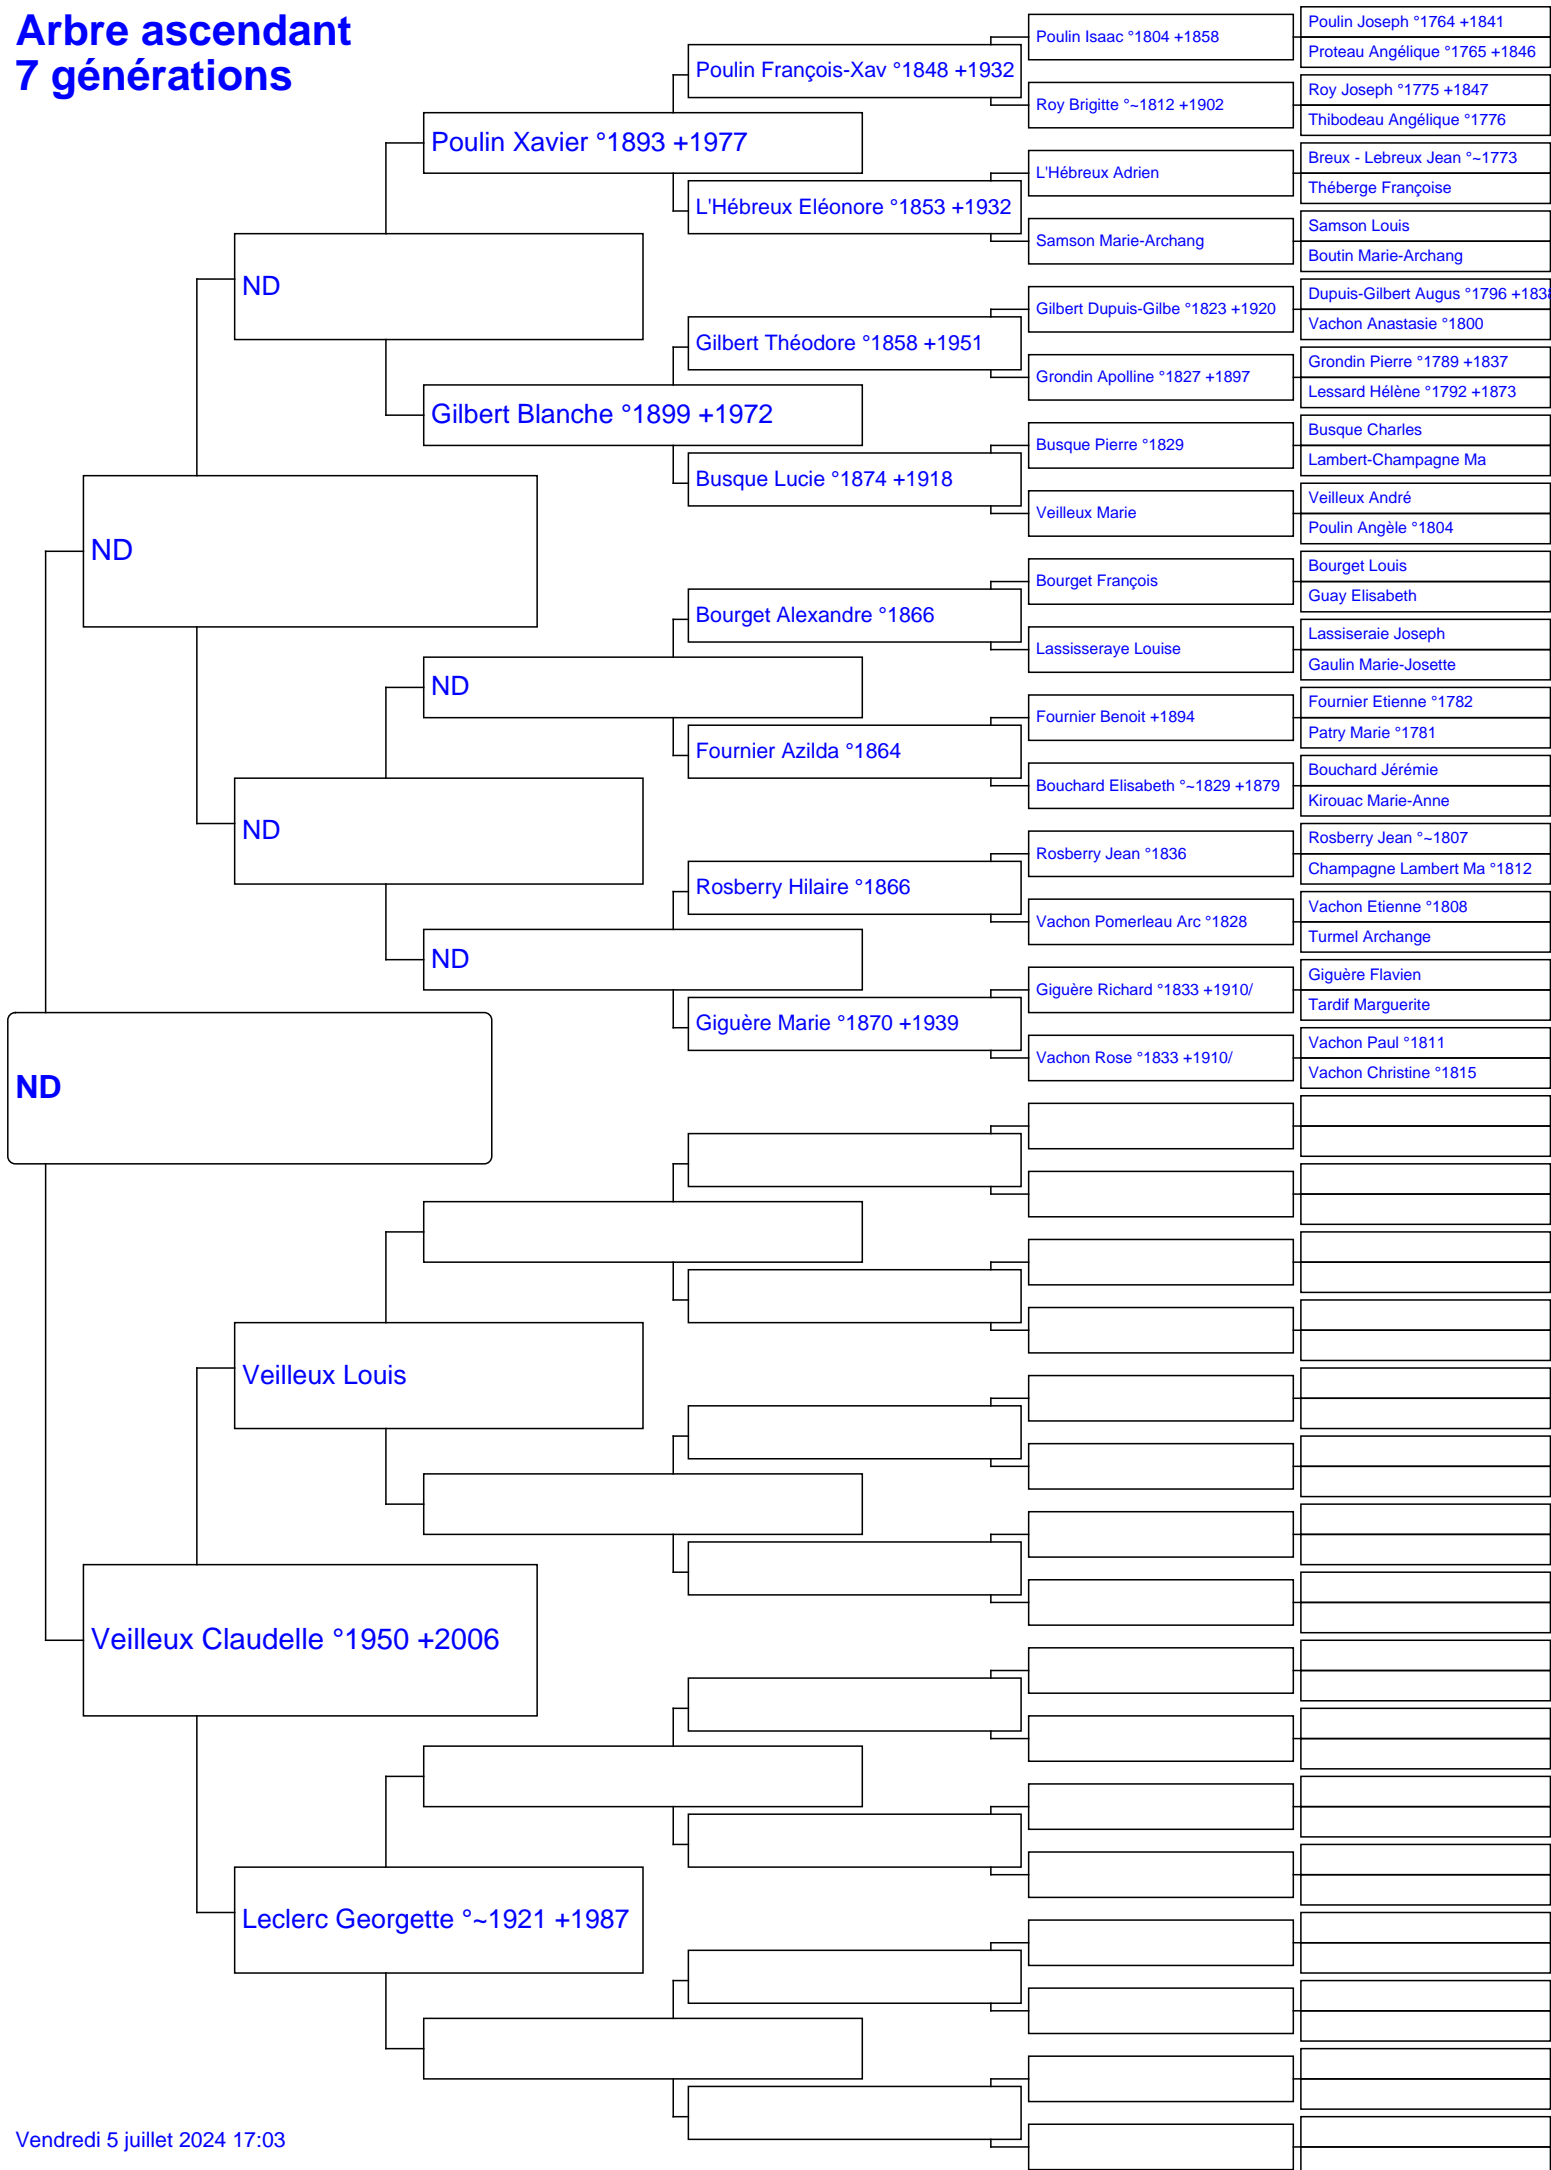 Arbre ascendant
7 générations
ND
ND
ND
Poulin Xavier °1893 +1977
Poulin François-Xav °1848 +1932
Poulin Isaac °1804 +1858
Poulin Joseph °1764 +1841
Proteau Angélique °1765 +1846
Roy Brigitte °~1812 +1902
Roy Joseph °1775 +1847
Thibodeau Angélique °1776
L'Hébreux Eléonore °1853 +1932
L'Hébreux Adrien
Breux - Lebreux Jean °~1773
Théberge Françoise
Samson Marie-Archang
Samson Louis
Boutin Marie-Archang
Gilbert Blanche °1899 +1972
Gilbert Théodore °1858 +1951
Gilbert Dupuis-Gilbe °1823 +1920
Dupuis-Gilbert Augus °1796 +1838
Vachon Anastasie °1800
Grondin Apolline °1827 +1897
Grondin Pierre °1789 +1837
Lessard Hélène °1792 +1873
Busque Lucie °1874 +1918
Busque Pierre °1829
Busque Charles
Lambert-Champagne Ma
Veilleux Marie
Veilleux André
Poulin Angèle °1804
ND
ND
Bourget Alexandre °1866
Bourget François
Bourget Louis
Guay Elisabeth
Lassisseraye Louise
Lassiseraie Joseph
Gaulin Marie-Josette
Fournier Azilda °1864
Fournier Benoit +1894
Fournier Etienne °1782
Patry Marie °1781
Bouchard Elisabeth °~1829 +1879
Bouchard Jérémie
Kirouac Marie-Anne
ND
Rosberry Hilaire °1866
Rosberry Jean °1836
Rosberry Jean °~1807
Champagne Lambert Ma °1812
Vachon Pomerleau Arc °1828
Vachon Etienne °1808
Turmel Archange
Giguère Marie °1870 +1939
Giguère Richard °1833 +1910/
Giguère Flavien
Tardif Marguerite
Vachon Rose °1833 +1910/
Vachon Paul °1811
Vachon Christine °1815
Veilleux Claudelle °1950 +2006
Veilleux Louis
Leclerc Georgette °~1921 +1987
Vendredi 5 juillet 2024 17:03